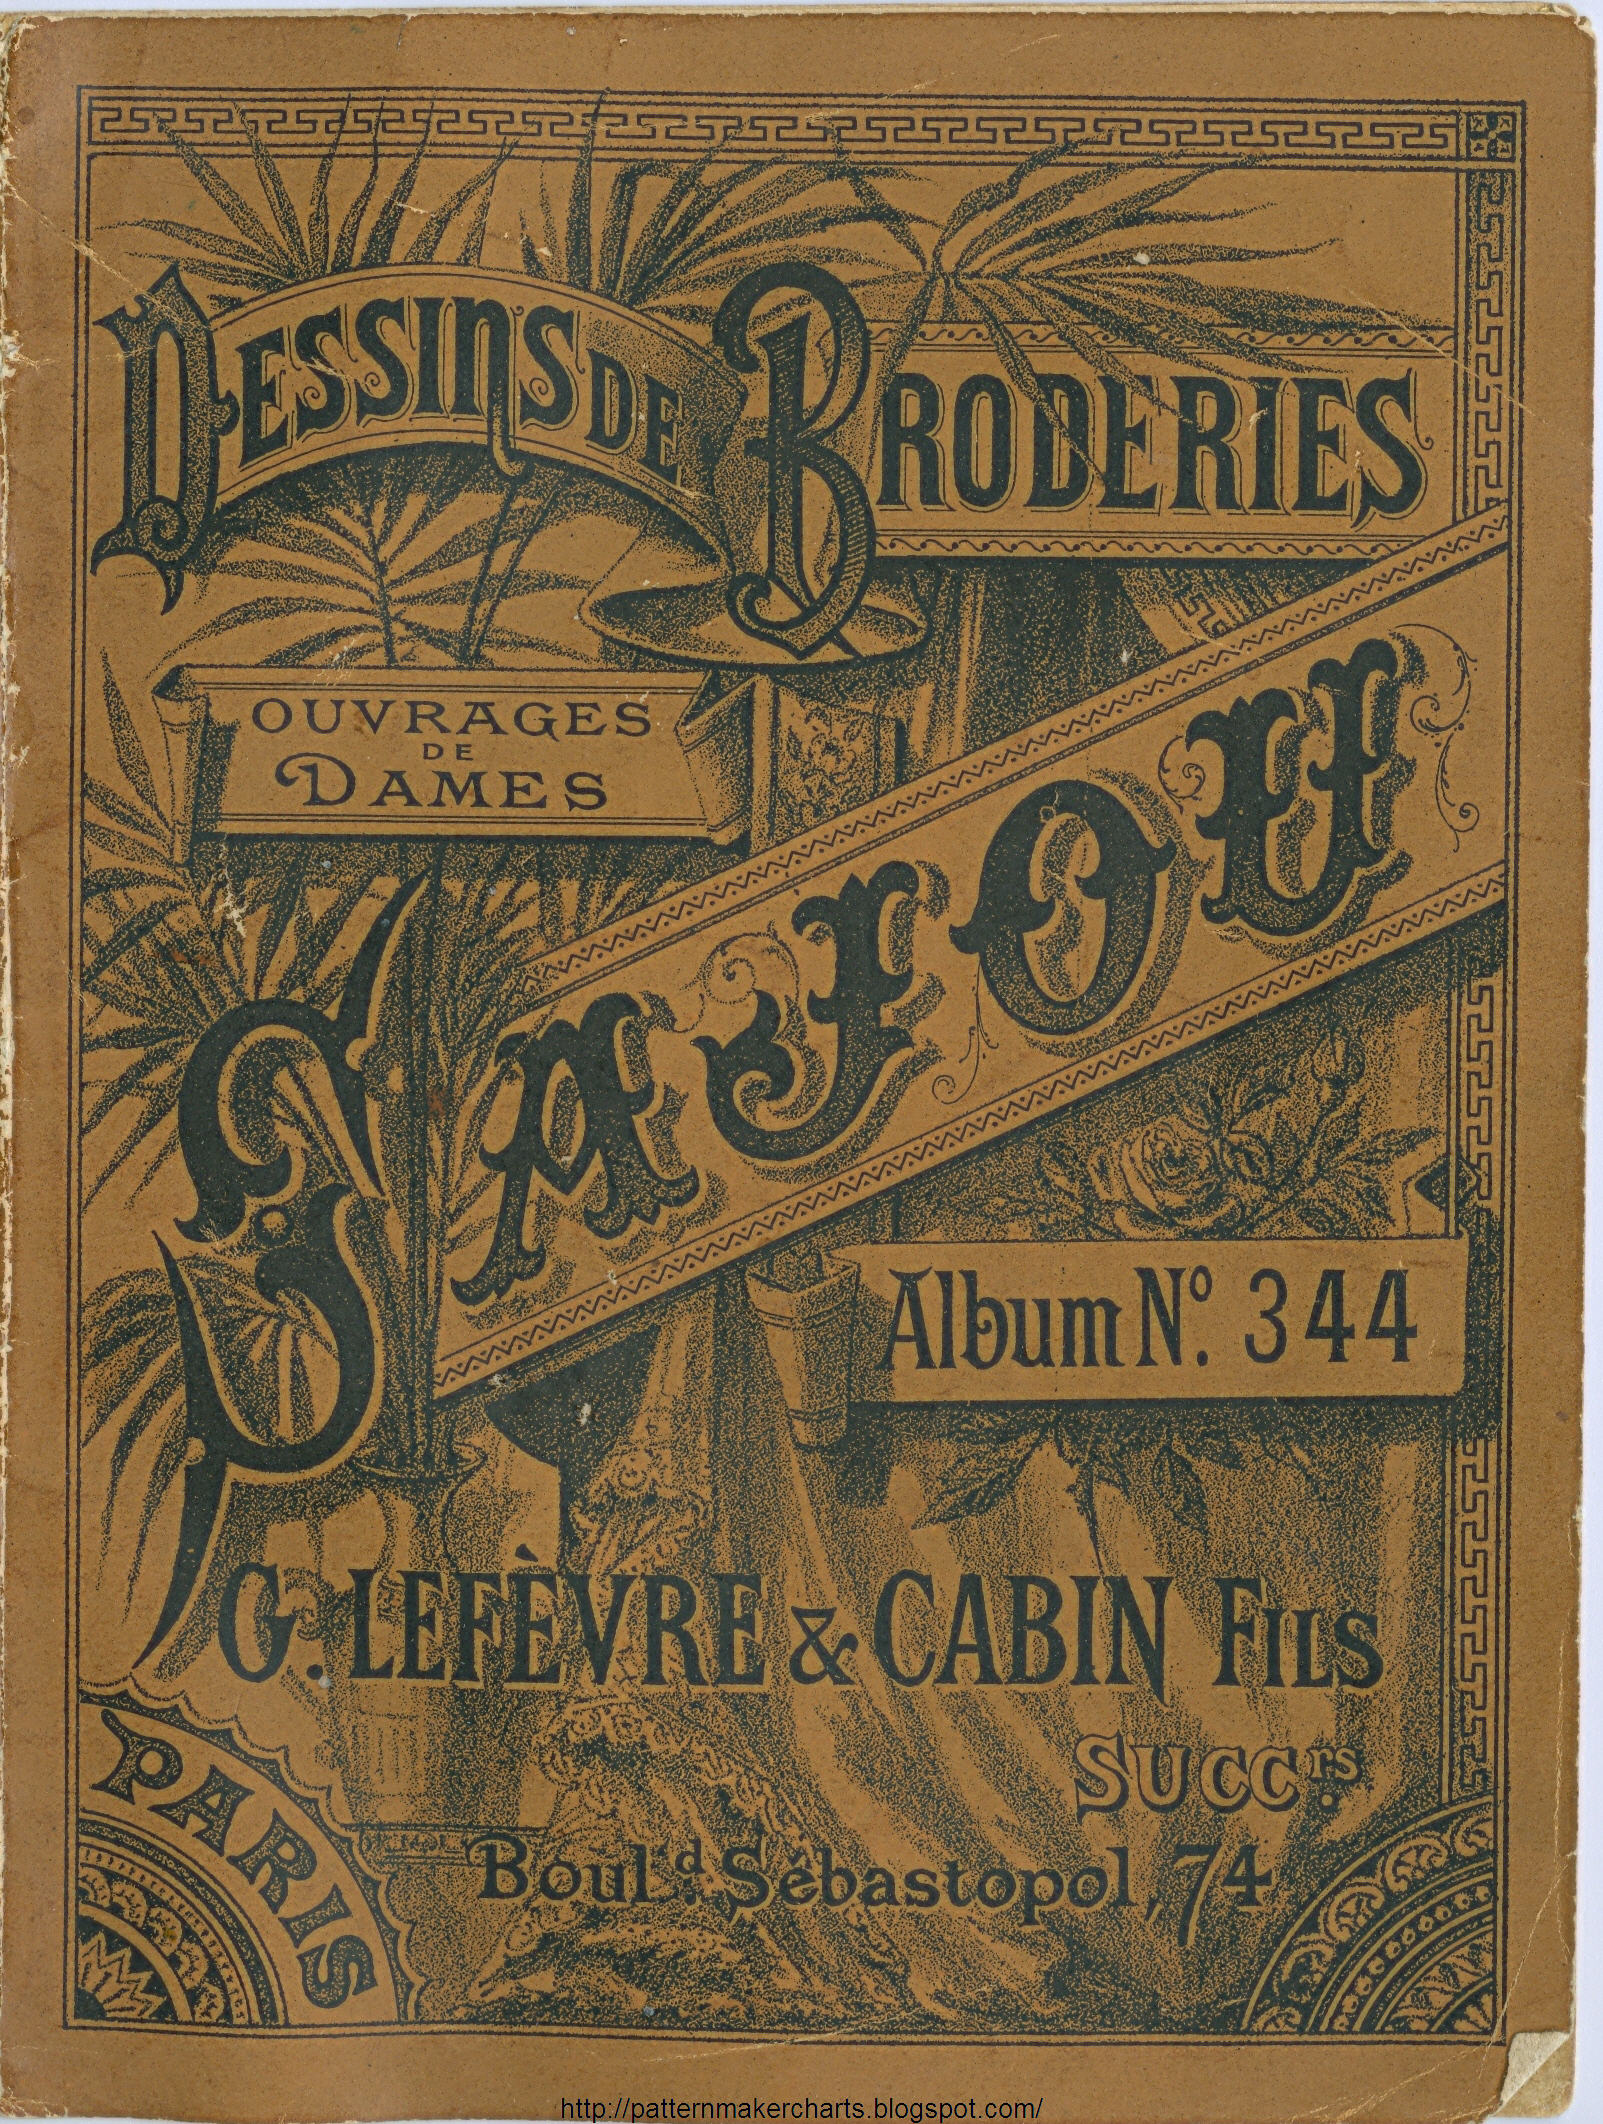 DESSINS DE BRODERIES
OUVRAGES
DE
DAMES
SAJOU
Album Nº. 344
G. LEFÈVRE & CABIN FILS
SUCCrs.
PARIS
Boul.d Sébastopol, 74
http://patternmakercharts.blogspot.com/